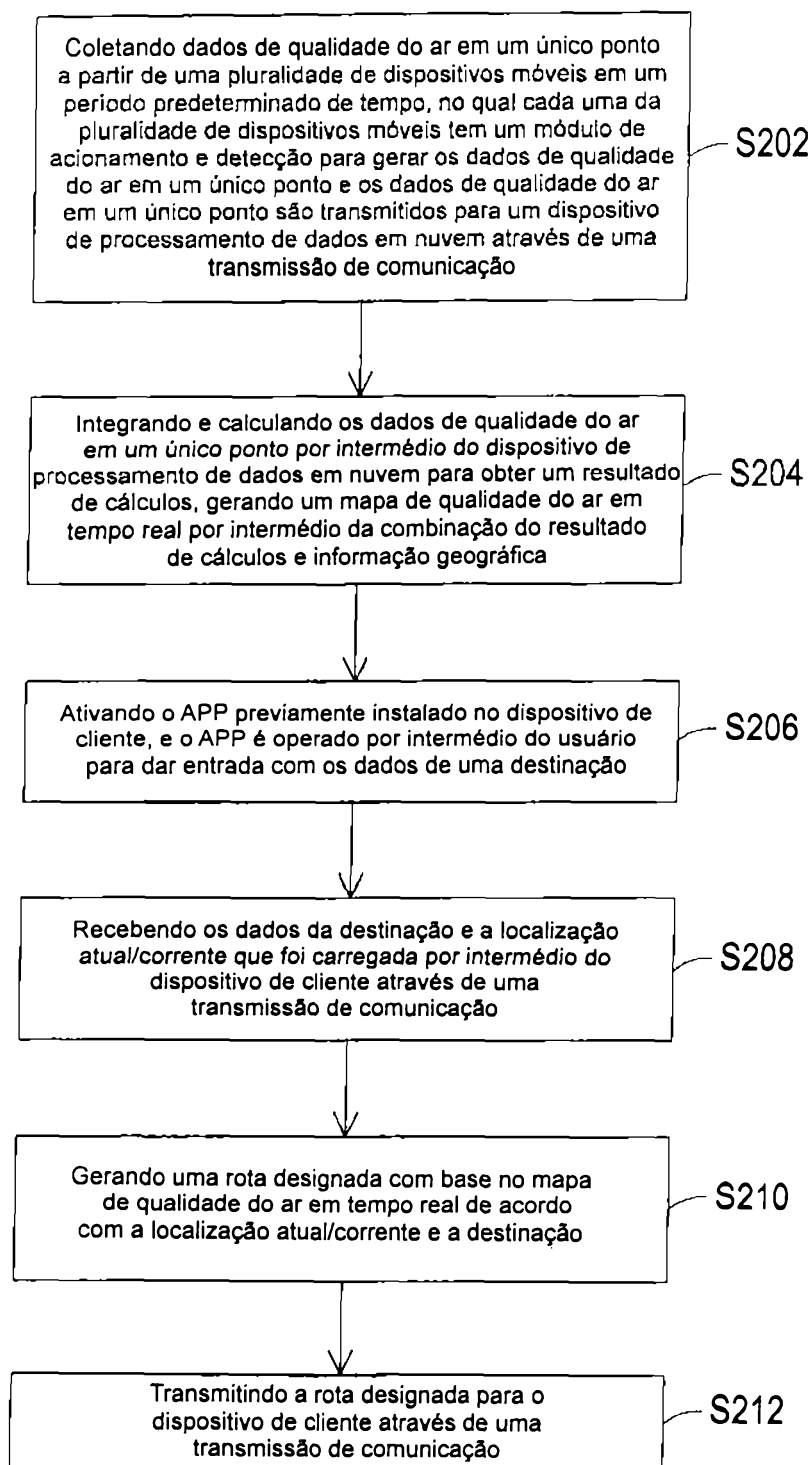 Coletando dados de qualidade do ar em um único ponto
a partir de uma pluralidade de dispositivos móveis em um
período predeterminado de tempo, no qual cada uma da
pluralidade de dispositivos móveis tem um módulo de
acionamento e detecção para gerar os dados de qualidade
do ar em um único ponto e os dados de qualidade do ar
em um único ponto são transmitidos para um dispositivo
de processamento de dados em nuvem através de uma
transmissão de comunicação
S202
Integrando e calculando os dados de qualidade do ar
em um único ponto por intermédio do dispositivo de
processamento de dados em nuvem para obter um resultado
de cálculos, gerando um mapa de qualidade do ar em
tempo real por intermédio da combinação do resultado
de cálculos e informação geográfica
S204
Ativando o APP previamente instalado no dispositivo de
cliente, e o APP é operado por intermédio do usuário
para dar entrada com os dados de uma destinação
S206
Recebendo os dados da destinação e a localização
atual/corrente que foi carregada por intermédio do
dispositivo de cliente através de uma
transmissão de comunicação
S208
Gerando uma rota designada com base no mapa
de qualidade do ar em tempo real de acordo
com a localização atual/corrente e a destinação
S210
Transmitindo a rota designada para o
dispositivo de cliente através de uma
transmissão de comunicação
S212